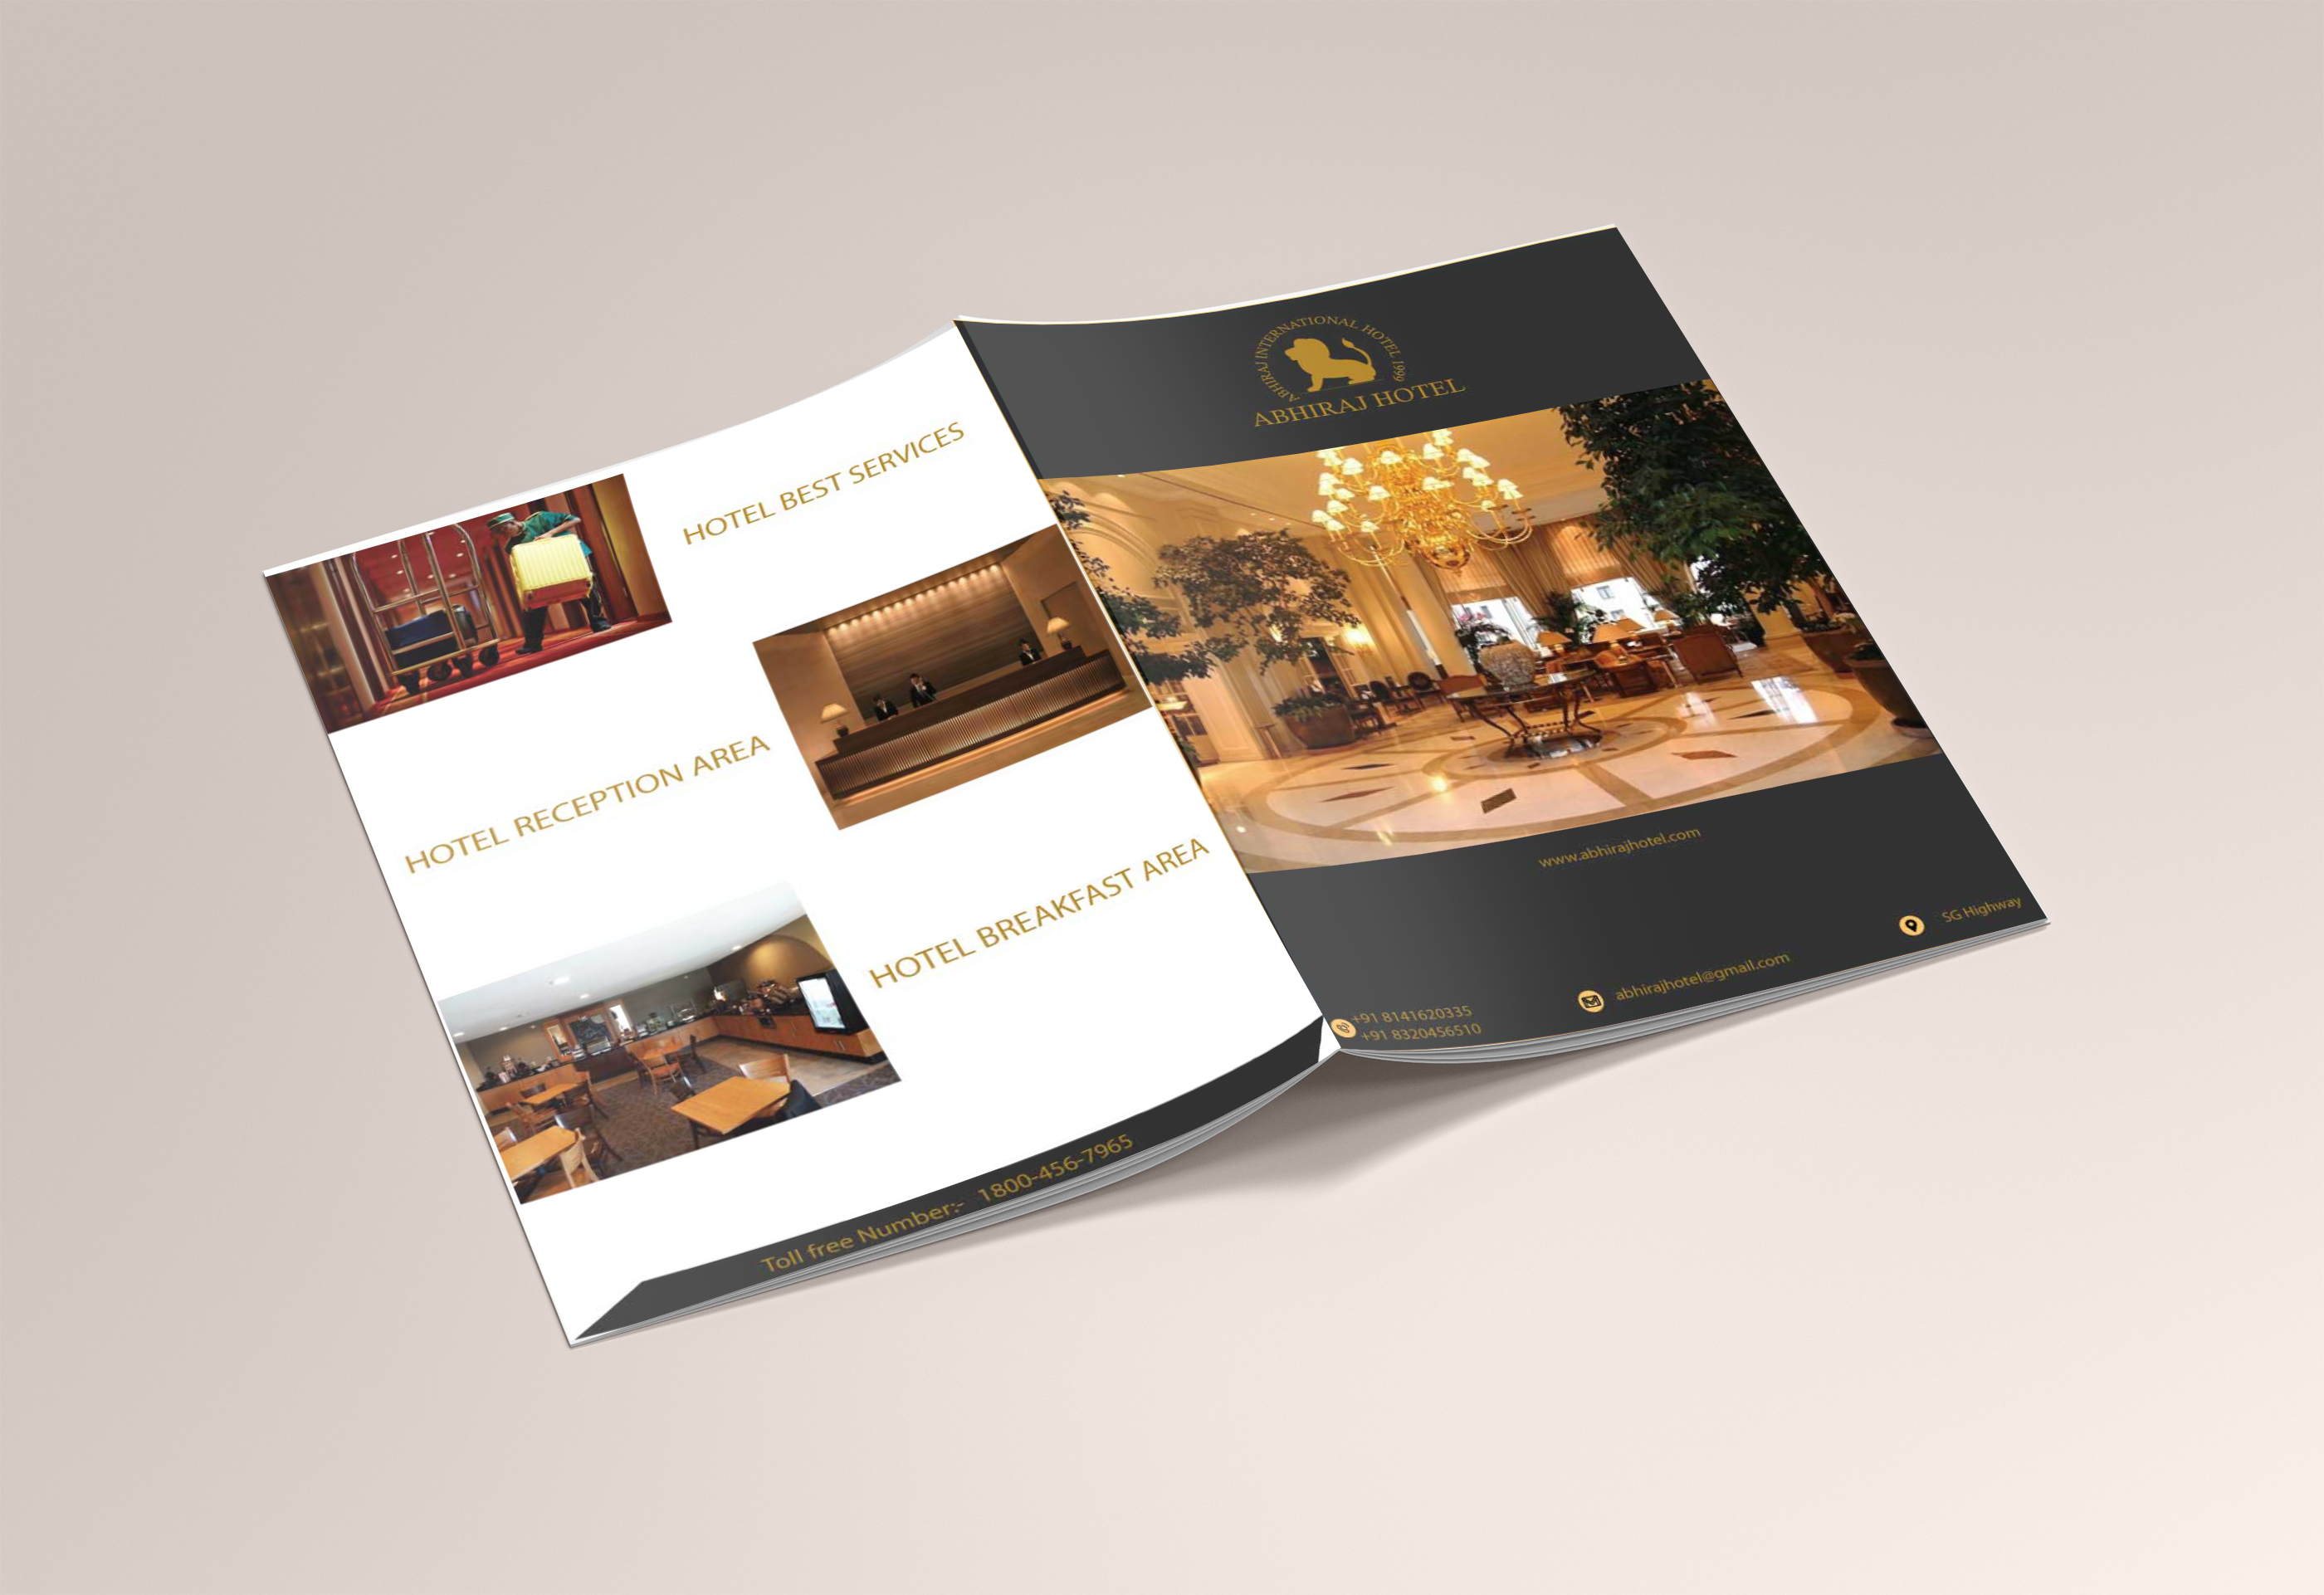 HOTEL BEST SERVICES
HOTEL RECEPTION AREA
HOTEL BREAKFAST AREA
Toll free Number:- 1800-456-7965
ABHIRAJ INTERNATIONAL HOTEL 1999
ABHIRAJ HOTEL
www.abhirajhotel.com
+91 8141620335
+91 8320456510
abhirajhotel@gmail.com
SG Highway